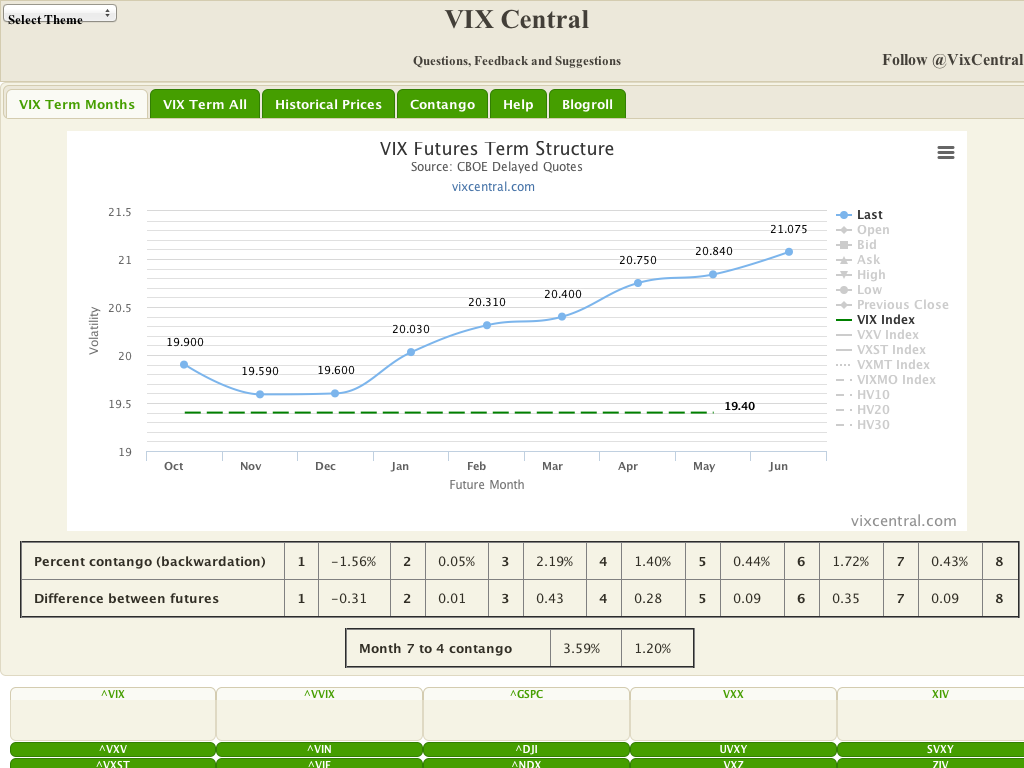 Select Theme
VIX Central
Questions, Feedback and Suggestions
Follow @VixCentral
VIX Term Months VIX Term All Historical Prices Contango Help Blogroll
VIX Futures Term Structure
Source: CBOE Delayed Quotes
vixcentral.com
Volatility
21.5
21
20.5
20
19.5
19
19.900
19.590
19.600
20.030
20.310
20.400
20.750
20.840
21.075
19.40
Oct Nov Dec Jan Feb Mar Apr May Jun
Future Month
Last
Open
Bid
Ask
High
Low
Previous Close
VIX Index
VXV Index
VXST Index
VXMT Index
VIXMO Index
HV10
HV20
HV30
vixcentral.com
Percent contango (backwardation) 1 -1.56% 2 0.05% 3 2.19% 4 1.40% 5 0.44% 6 1.72% 7 0.43% 8
Difference between futures 1 -0.31 2 0.01 3 0.43 4 0.28 5 0.09 6 0.35 7 0.09 8
Month 7 to 4 contango 3.59% 1.20%
^VIX ^VVIX ^GSPC VXX XIV
^VXV ^VIN ^DJI UVXY SVXY
^VXST ^VIF ^NDX VXZ ZIV